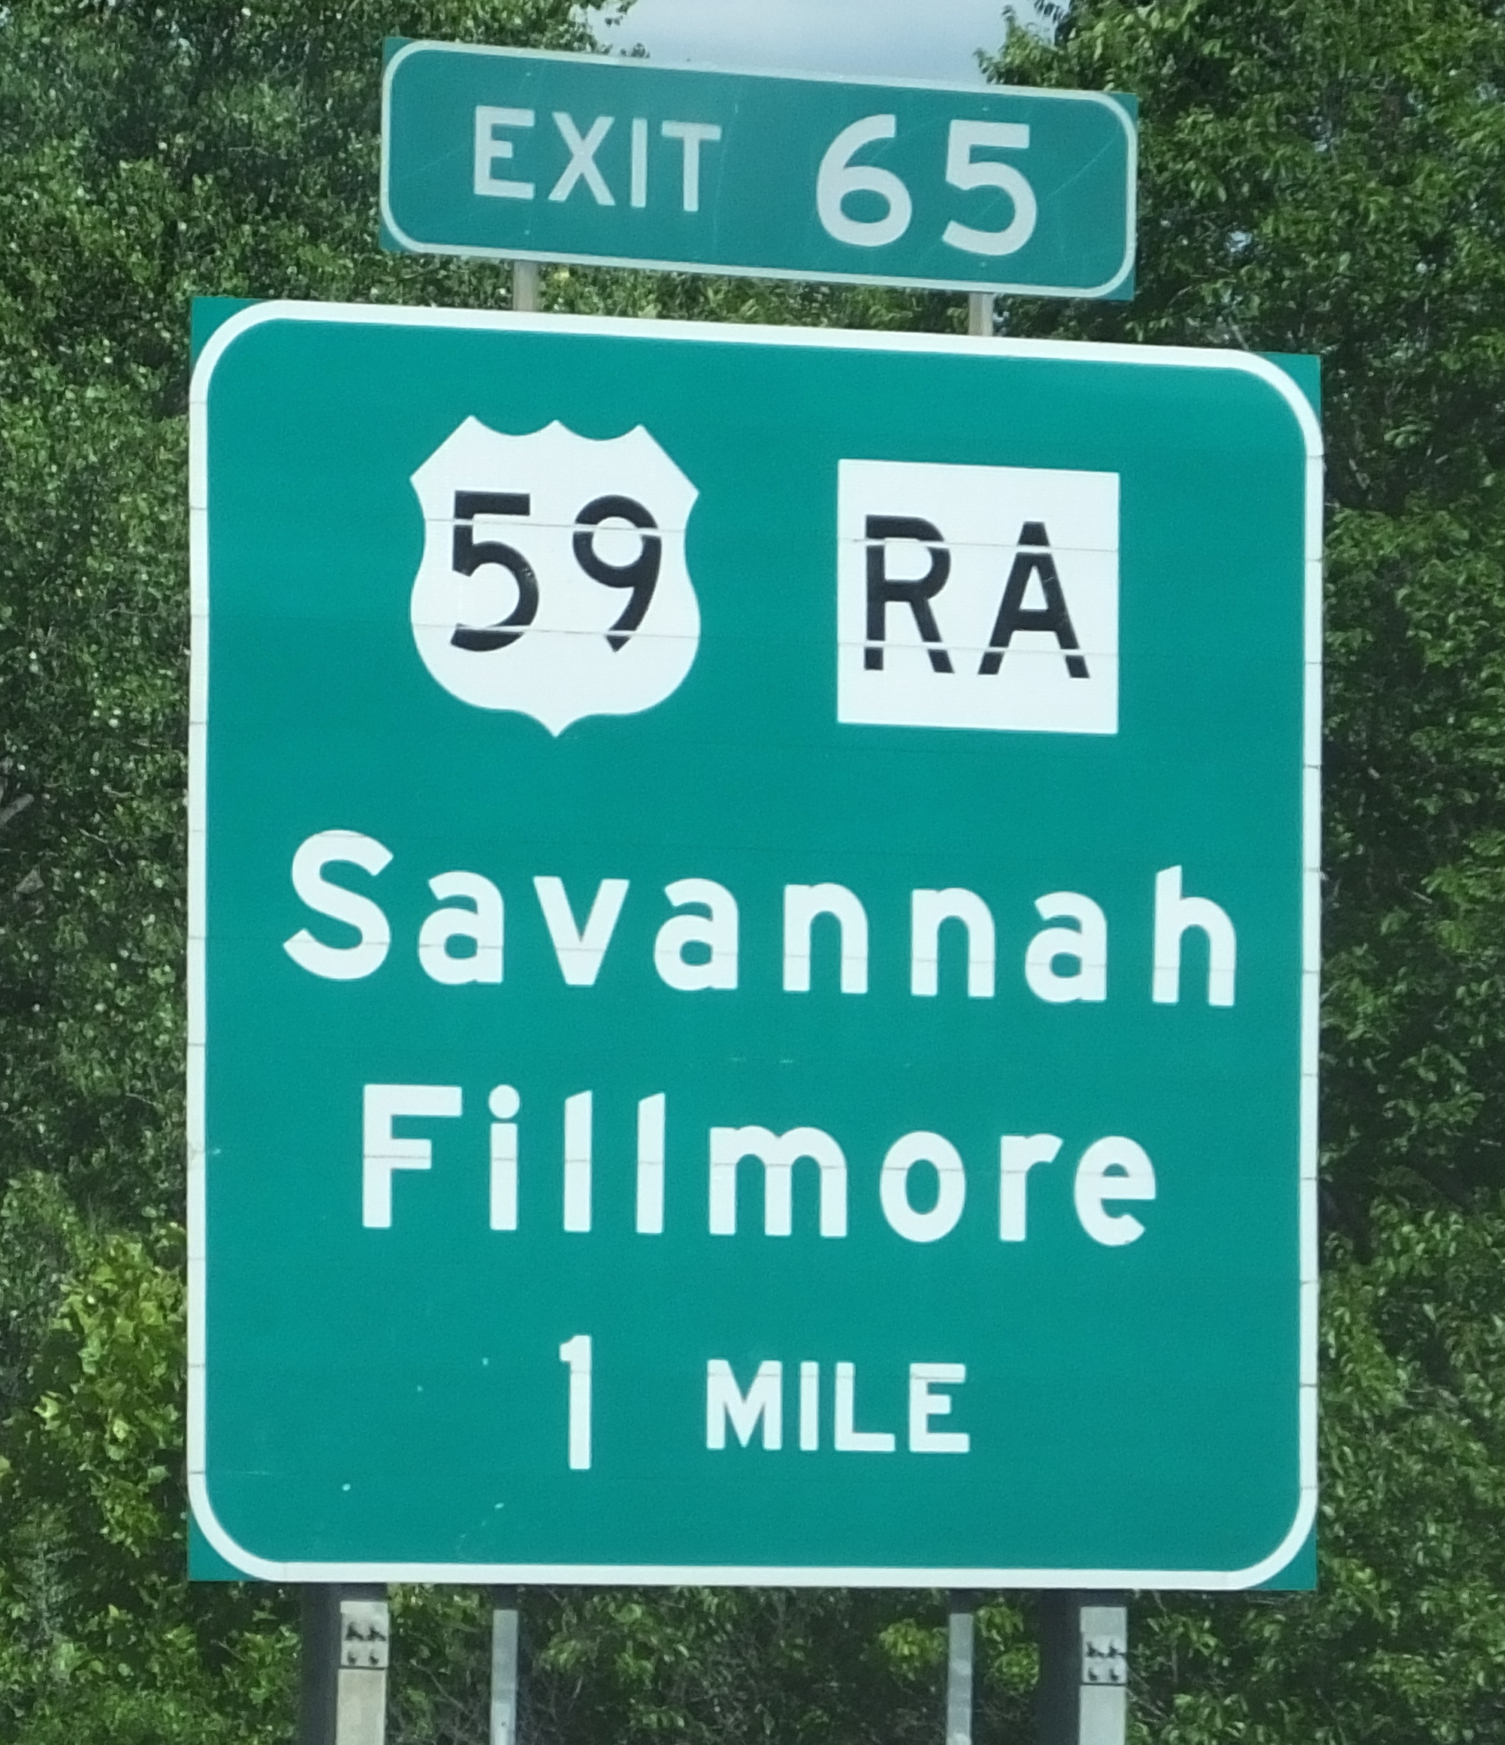 EXIT 65
59 RA
Savannah
Fillmore
1 MILE